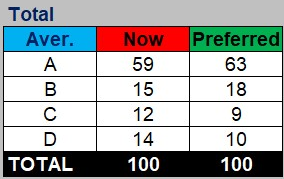 Total
Aver. Now Preferred
A 59 63
B 15 18
C 12 9
D 14 10
TOTAL 100 100